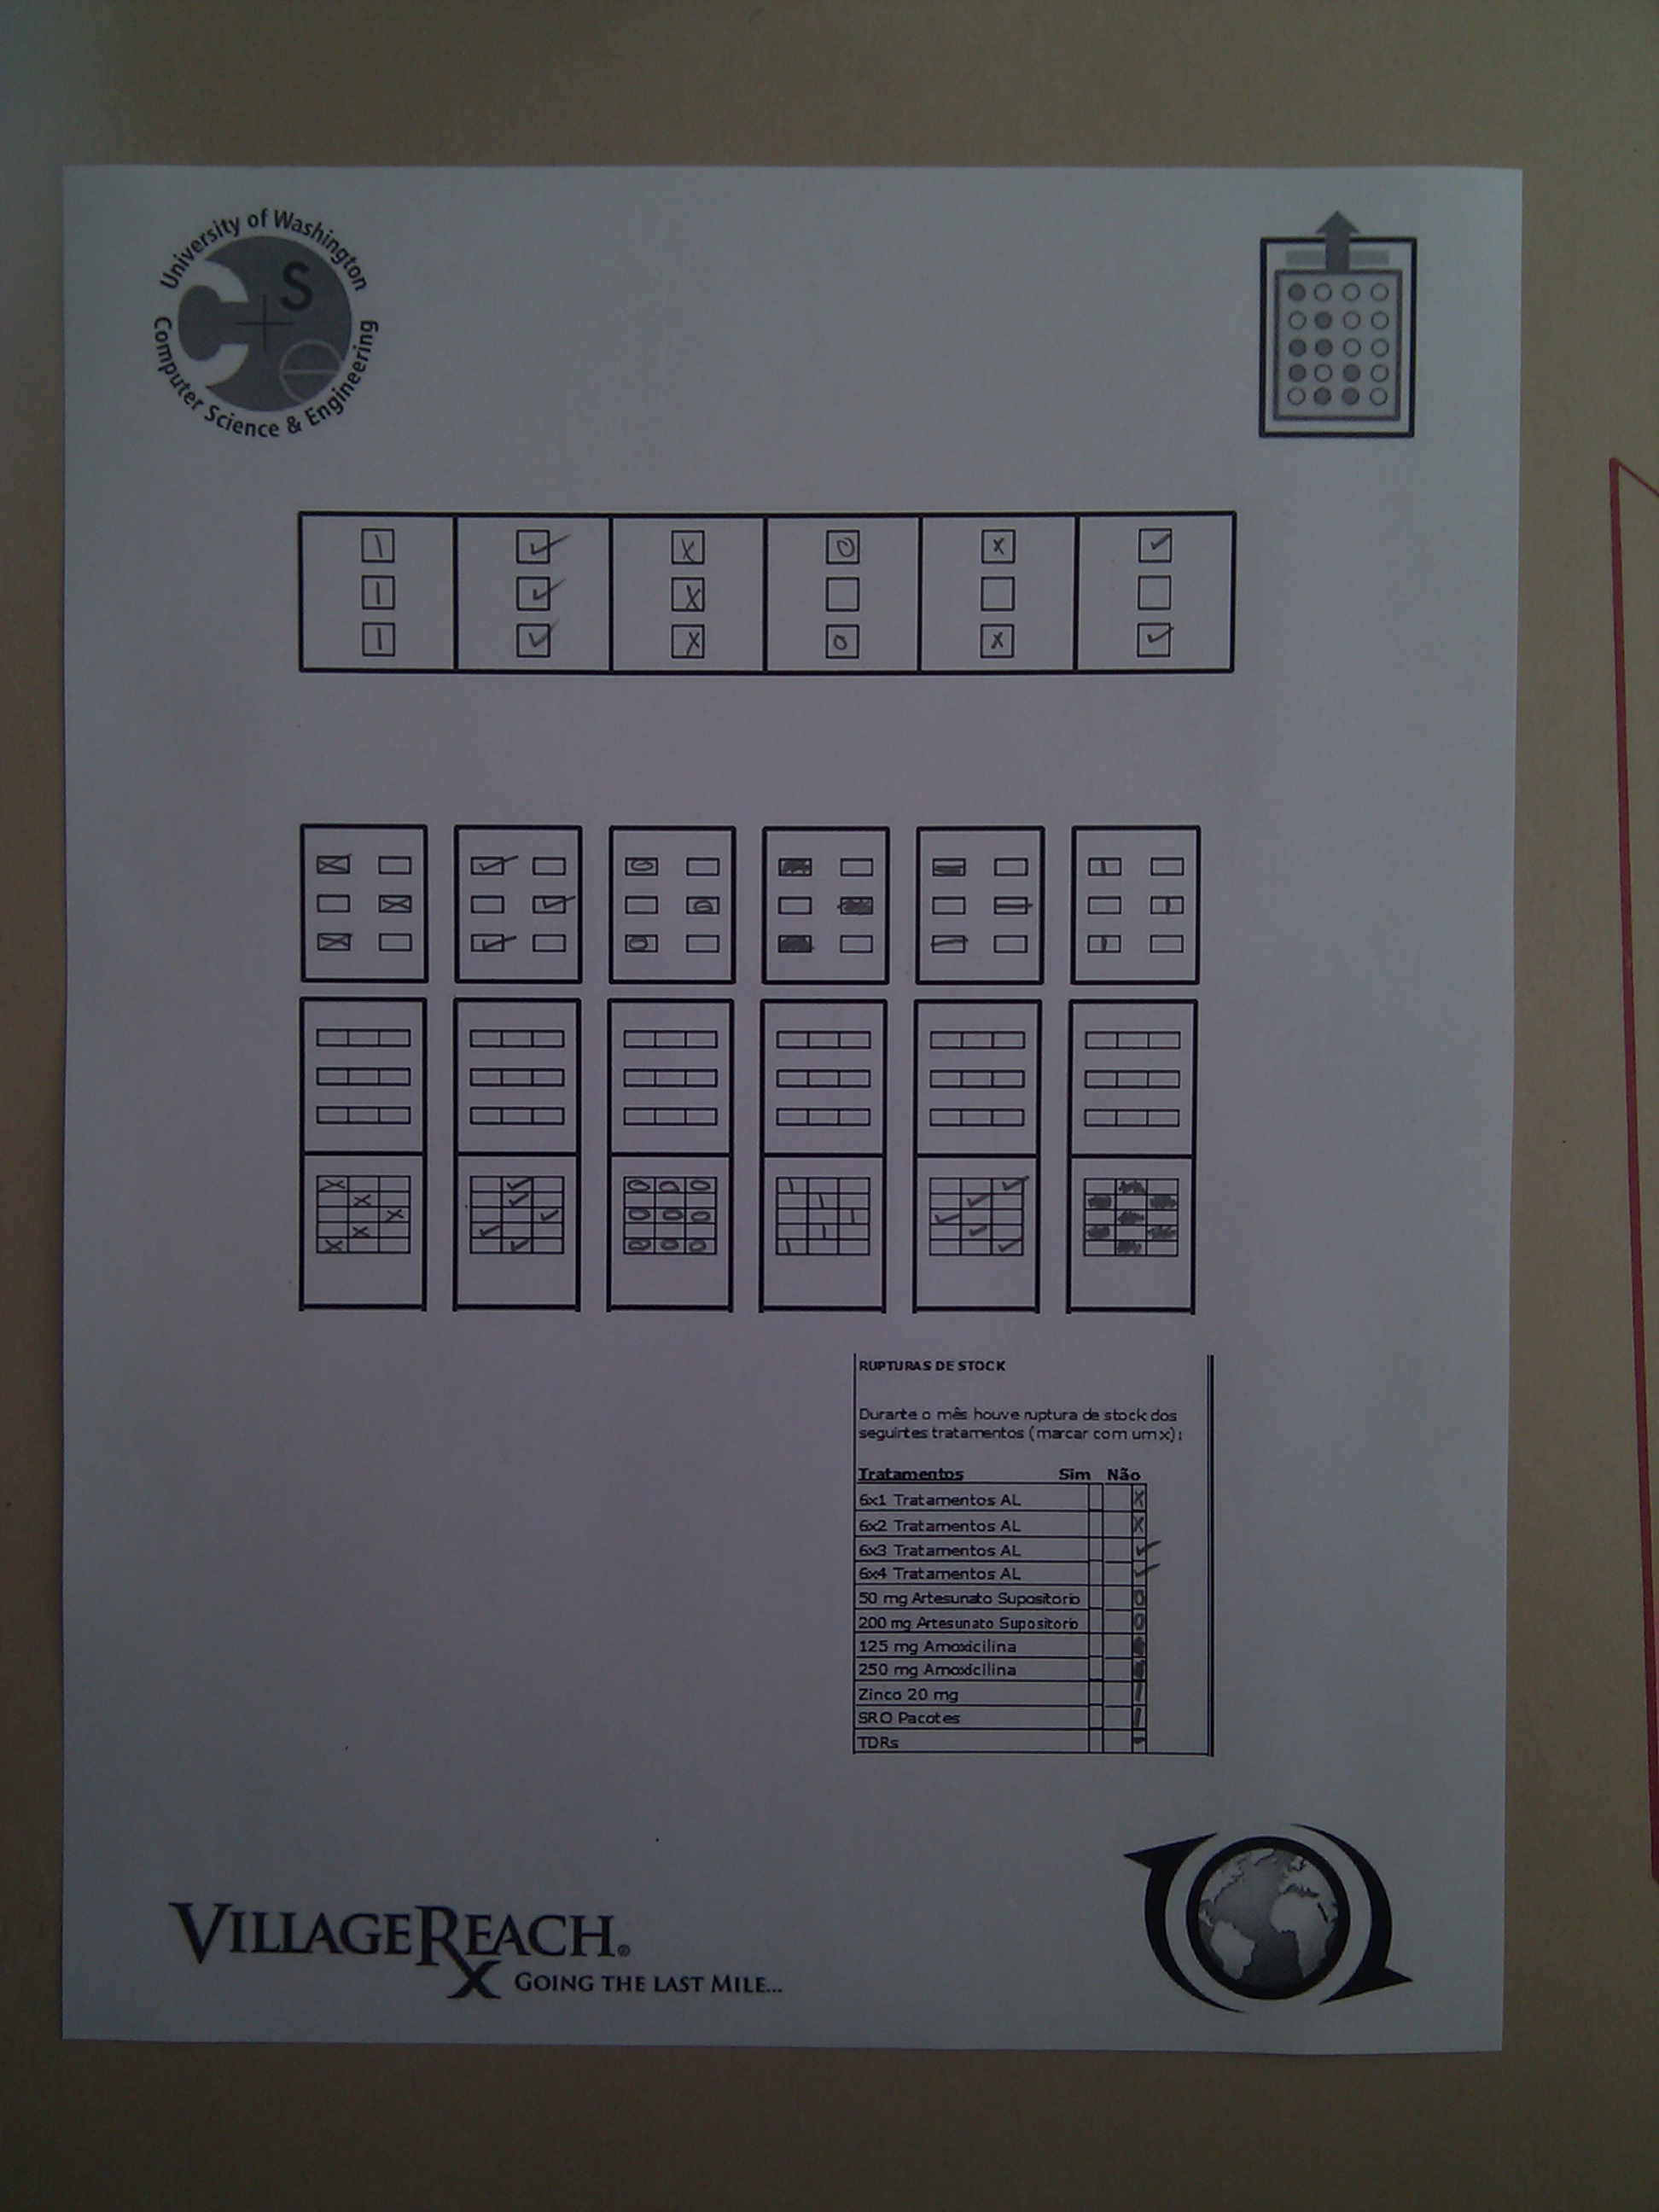 University of Washington
Computer Science & Engineering
C+Se
RUPTURAS DE STOCK
Durante o mês houve ruptura de stock dos
seguintes tratamentos (marcar com um x):
Tratamentos Sim Não
6x1 Tratamentos AL X
6x2 Tratamentos AL X
6x3 Tratamentos AL ✓
6x4 Tratamentos AL ✓
50 mg Artesunato Supositorio O
200 mg Artesunato Supositorio O
125 mg Amoxicilina
250 mg Amoxicilina
Zinco 20 mg
SRO Pacotes
TDRs
VILLAGEREACH®
GOING THE LAST MILE...